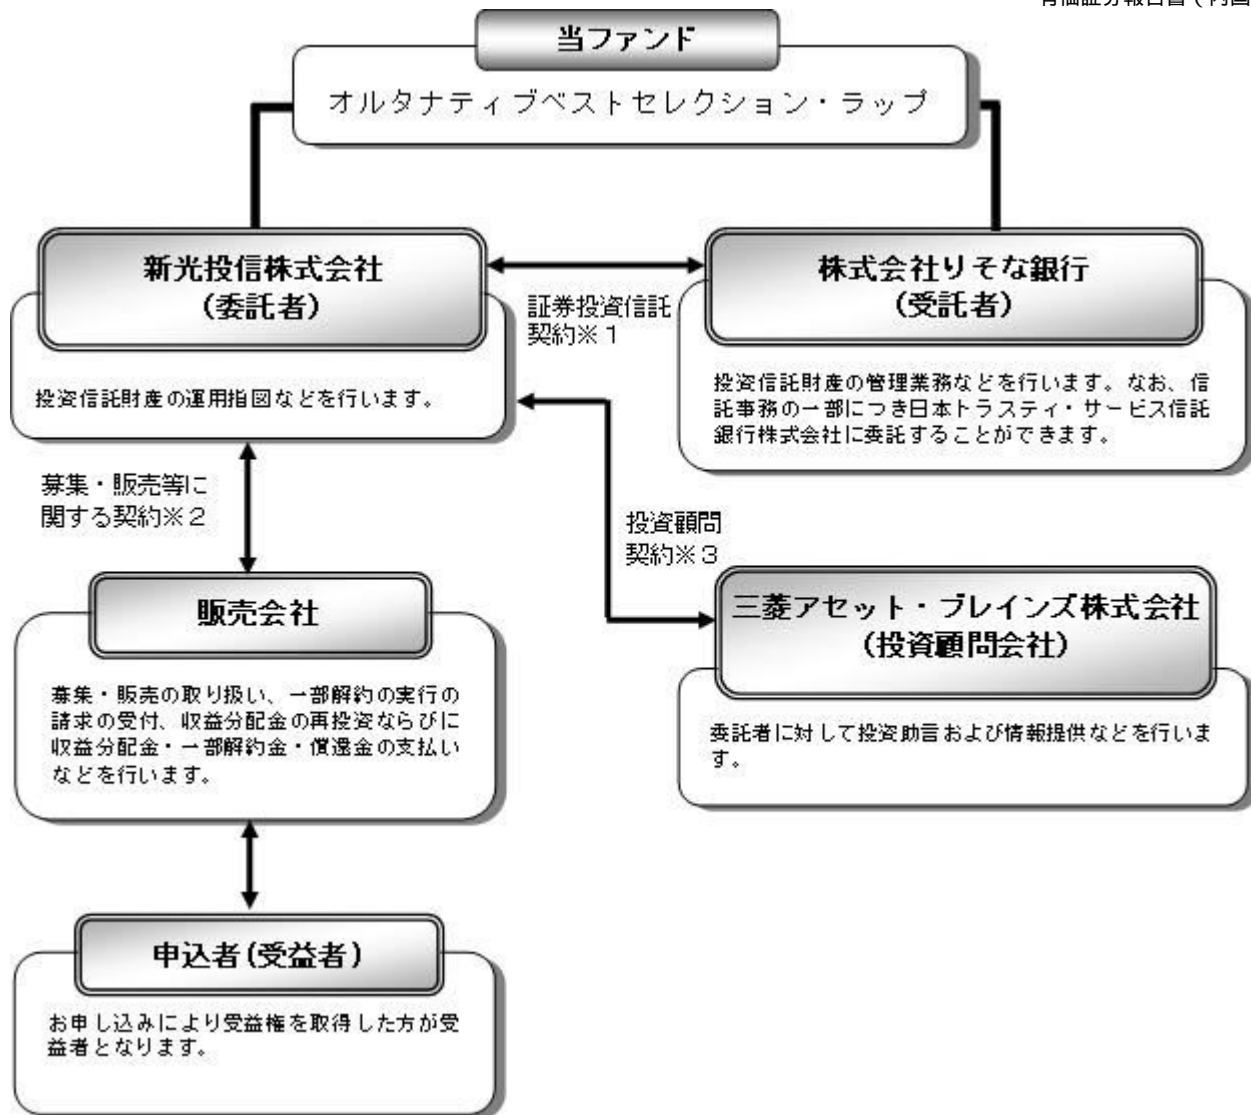 当ファンド
オルタナティブベストセレクション・ラップ
新光投信株式会社
(委託者)
投資信託財産の運用指図などを行います。
証券投資信託
契約※1
株式会社りそな銀行
(受託者)
投資信託財産の管理業務などを行います。なお、信
託事務の一部につき日本トラスティ・サービス信託
銀行株式会社に委託することができます。
募集・販売等に
関する契約※2
投資顧問
契約※3
販売会社
募集・販売の取り扱い、一部解約の実行の
請求の受付、収益分配金の再投資ならびに
収益分配金・一部解約金・償還金の支払い
などを行います。
三菱アセット・ブレインズ株式会社
(投資顧問会社)
委託者に対して投資助言および情報提供などを行いま
す。
申込者(受益者)
お申し込みにより受益権を取得した方が受
益者となります。